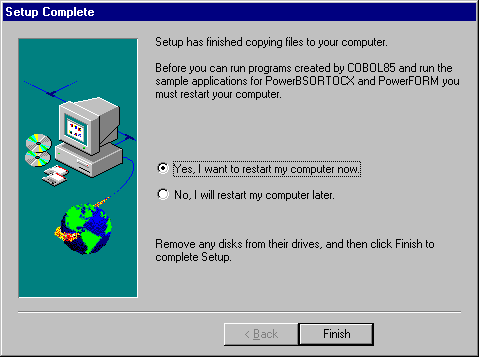 Setup Complete
Setup has finished copying files to your computer.
Before you can run programs created by COBOL85 and run the
sample applications for PowerBSORTOCX and PowerFORM you
must restart your computer.
Yes, I want to restart my computer now.
No, I will restart my computer later.
Remove any disks from their drives, and then click Finish to
complete Setup.
< Back
Finish